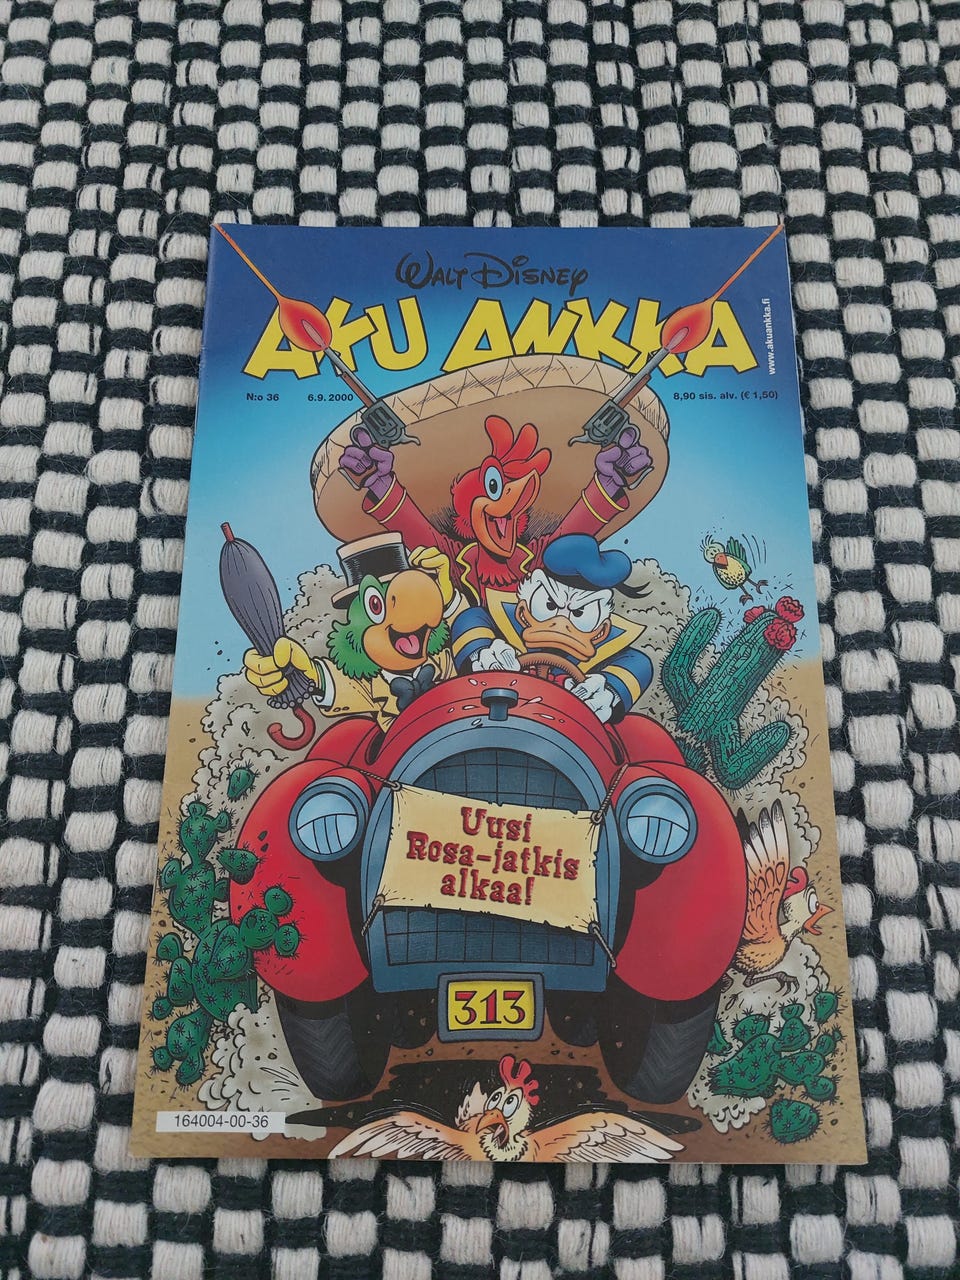 WALT DISNEY
AKU ANKKA
www.akuankka.fi
N:o 36 6.9.2000 8,90 sis. alv. (€ 1,50)
Uusi
Rosa-jatkis
alkaa!
313
164004-00-36